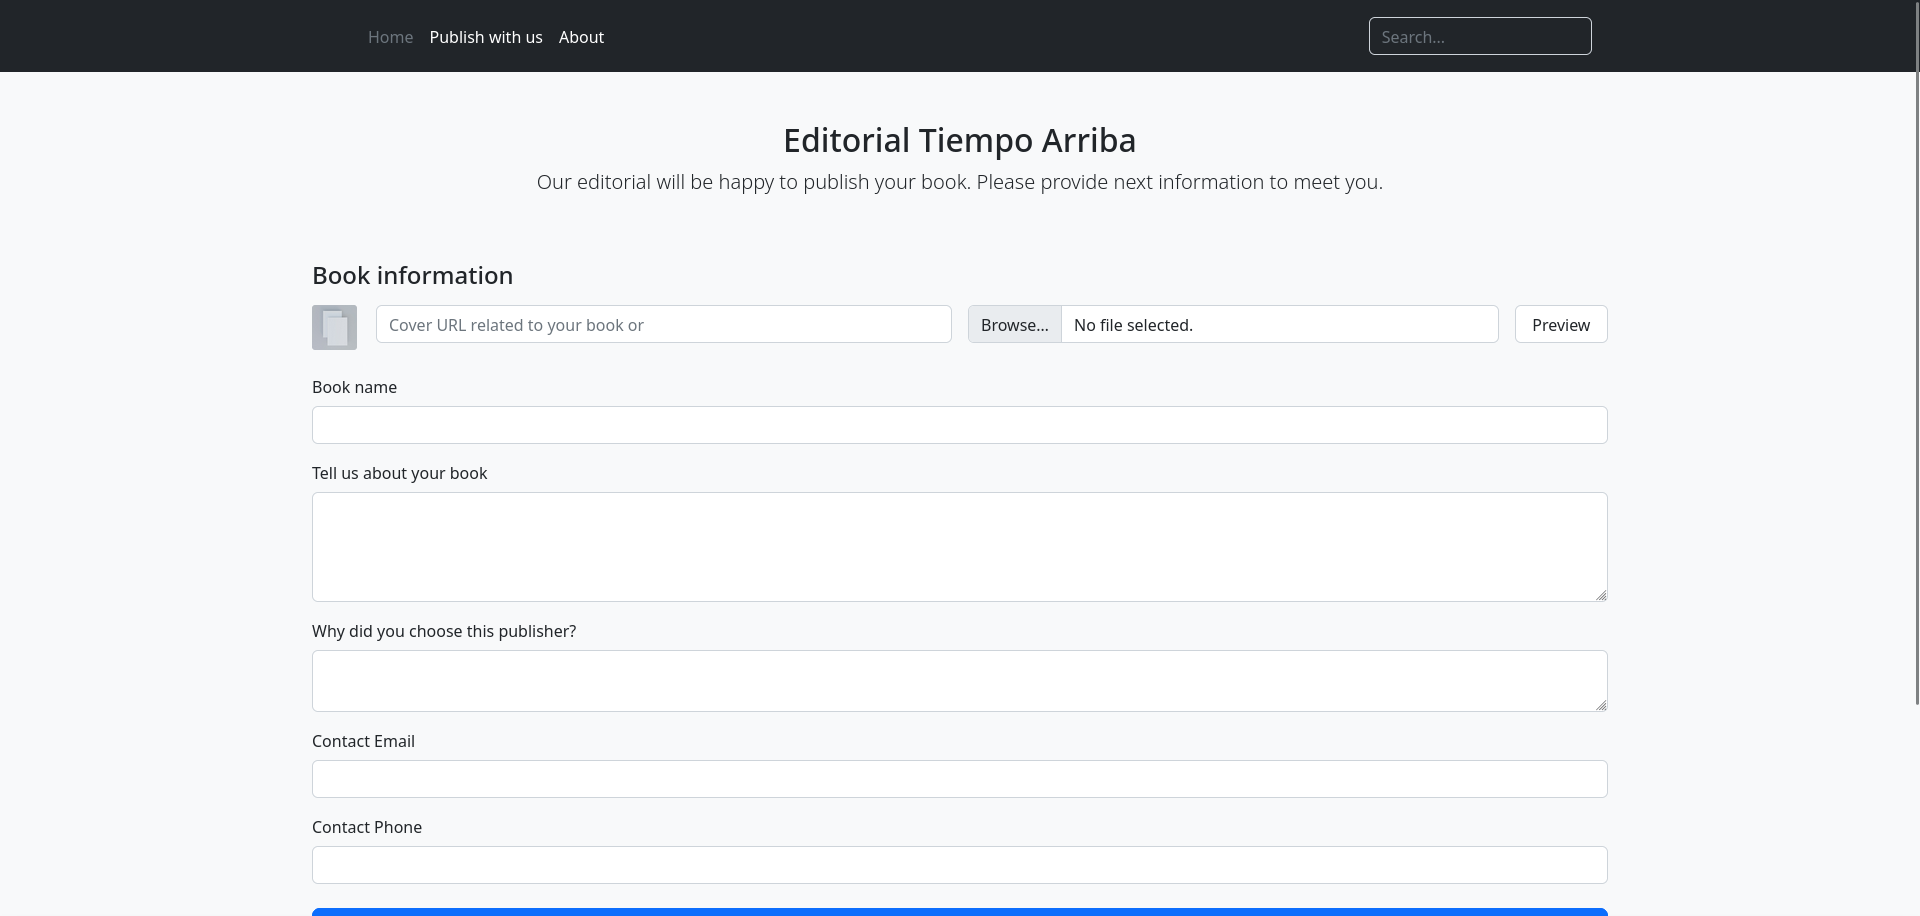 Home Publish with us About Search...
Editorial Tiempo Arriba
Our editorial will be happy to publish your book. Please provide next information to meet you.
Book information
Cover URL related to your book or Browse... No file selected. Preview
Book name
Tell us about your book
Why did you choose this publisher?
Contact Email
Contact Phone